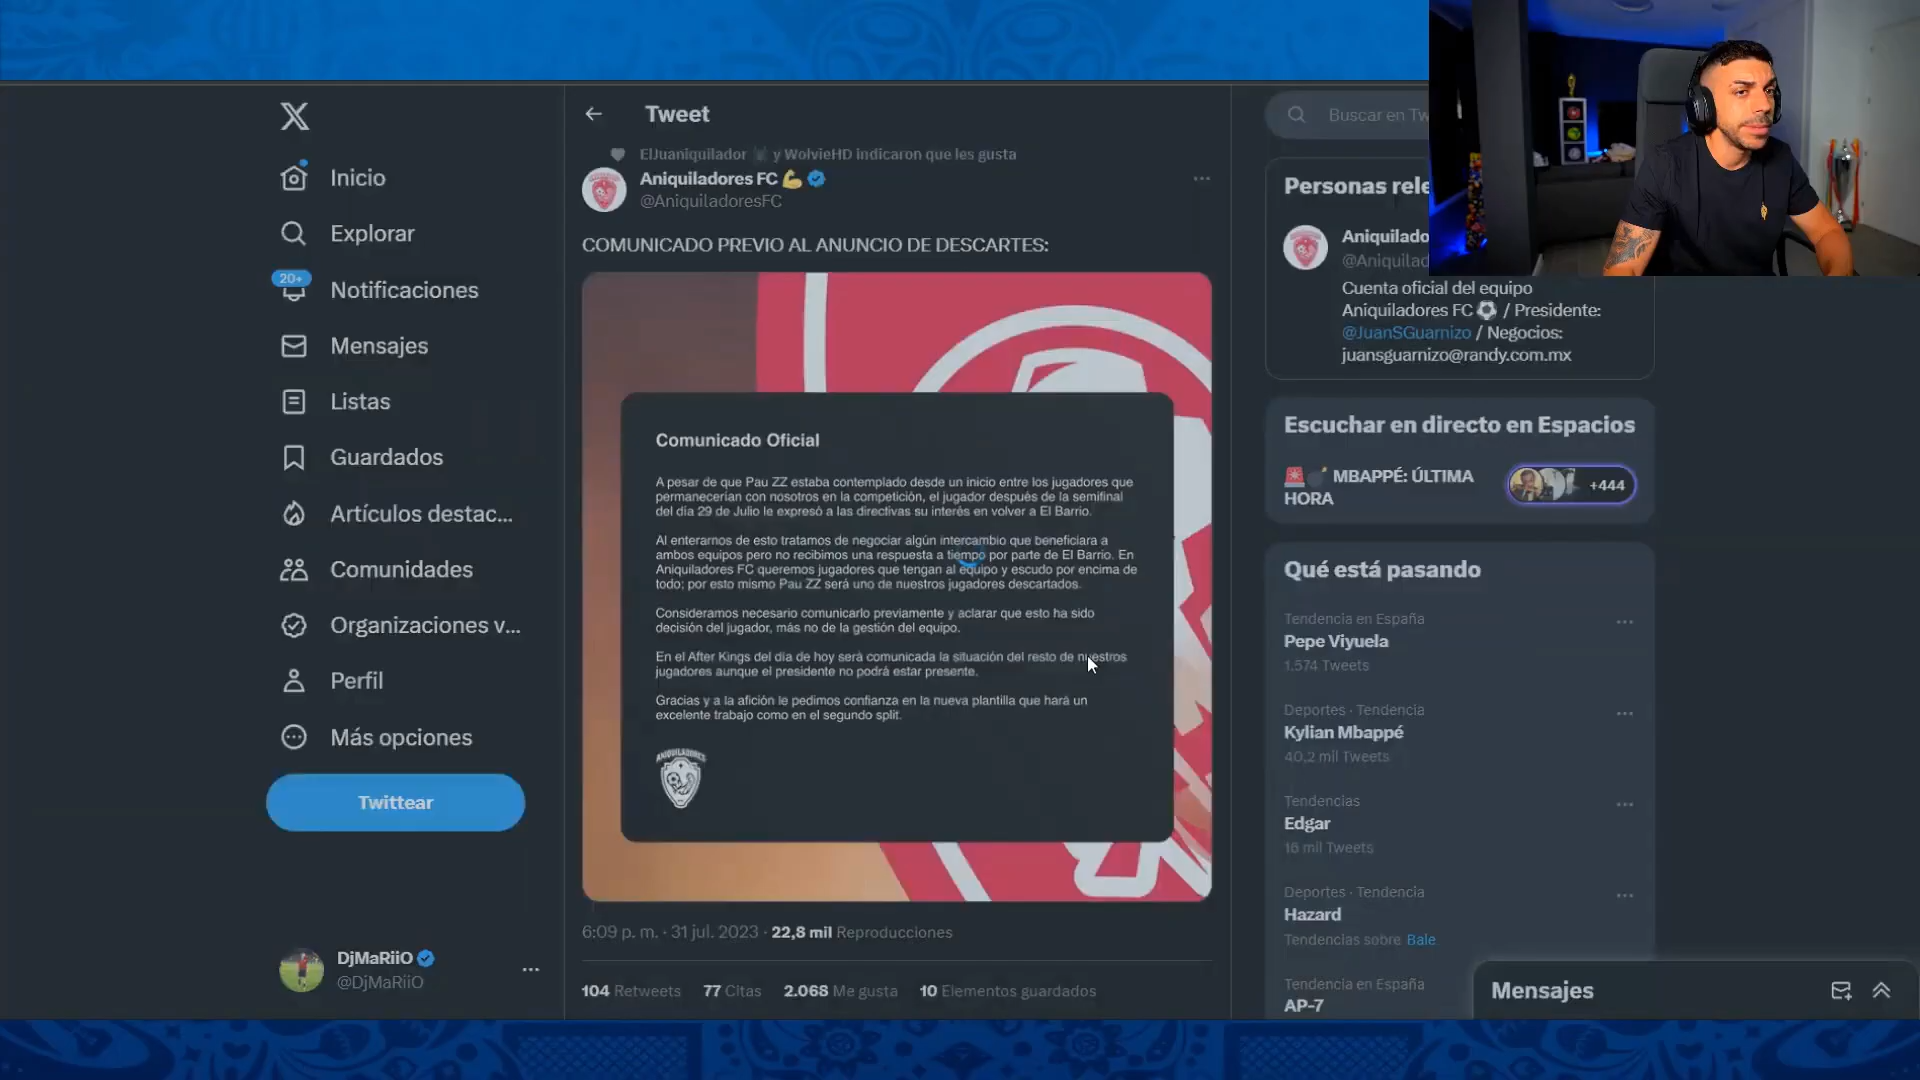 Inicio
Explorar
20+
Notificaciones
Mensajes
Listas
Guardados
Artículos destac...
Comunidades
Organizaciones v...
Perfil
Más opciones
Twittear
DjMaRiiO
@DjMaRiiO
Tweet
ElJuaniquilador y WolvieHD indicaron que les gusta
Aniquiladores FC
@AniquiladoresFC
COMUNICADO PREVIO AL ANUNCIO DE DESCARTES:
Comunicado Oficial
A pesar de que Pau ZZ estaba contemplado desde un inicio entre los jugadores que
permanecerían con nosotros en la competición, el jugador después de la semifinal
del día 29 de Julio le expresó a las directivas su interés en volver a El Barrio.
Al enterarnos de esto tratamos de negociar algún intercambio que beneficiara a
ambos equipos pero no recibimos una respuesta a tiempo por parte de El Barrio. En
Aniquiladores FC queremos jugadores que tengan al equipo y escudo por encima de
todo; por esto mismo Pau ZZ será uno de nuestros jugadores descartados.
Consideramos necesario comunicarlo previamente y aclarar que esto ha sido
decisión del jugador, más no de la gestión del equipo.
En el After Kings del día de hoy será comunicada la situación del resto de nuestros
jugadores aunque el presidente no podrá estar presente.
Gracias y a la afición le pedimos confianza en la nueva plantilla que hará un
excelente trabajo como en el segundo split.
ANIQUILADORES
6:09 p. m. · 31 jul. 2023 · 22,8 mil Reproducciones
104 Retweets 77 Citas 2.068 Me gusta 10 Elementos guardados
Buscar en Tw
Personas rele
Aniquilado
@Aniquilad
Cuenta oficial del equipo
Aniquiladores FC / Presidente:
@JuanSGuarnizo / Negocios:
juansguarnizo@randy.com.mx
Escuchar en directo en Espacios
MBAPPÉ: ÚLTIMA
HORA
+444
Qué está pasando
Tendencia en España
Pepe Viyuela
1.574 Tweets
Deportes · Tendencia
Kylian Mbappé
40,2 mil Tweets
Tendencias
Edgar
16 mil Tweets
Deportes · Tendencia
Hazard
Tendencias sobre Bale
Tendencia en España
AP-7
Mensajes